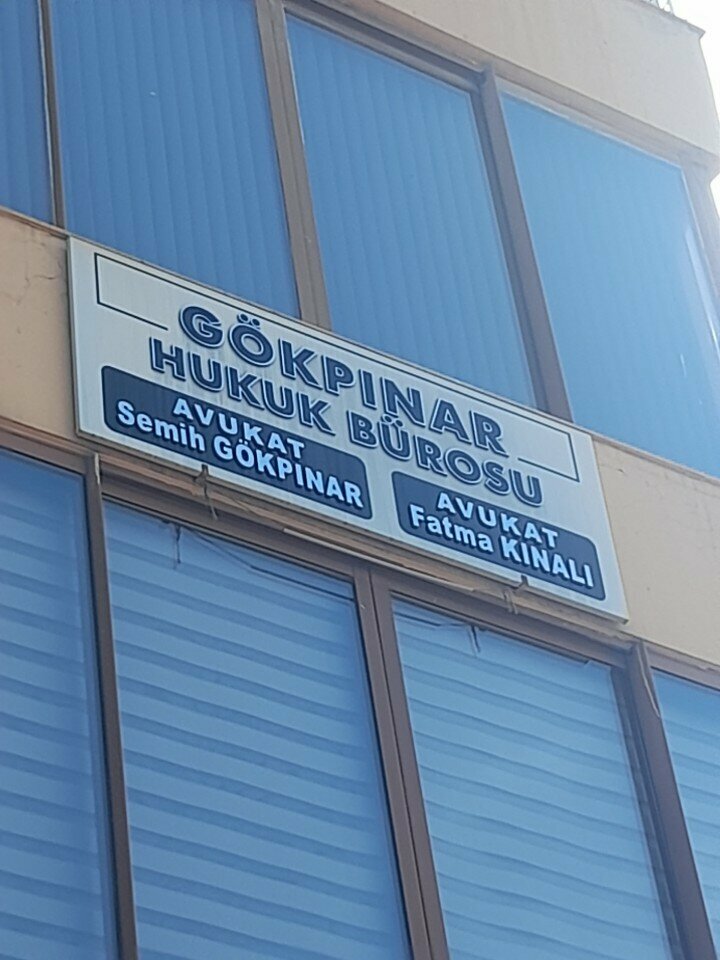 GÖKPINAR
HUKUK BÜROSU
AVUKAT
Semih GÖKPINAR
AVUKAT
Fatma KINALI